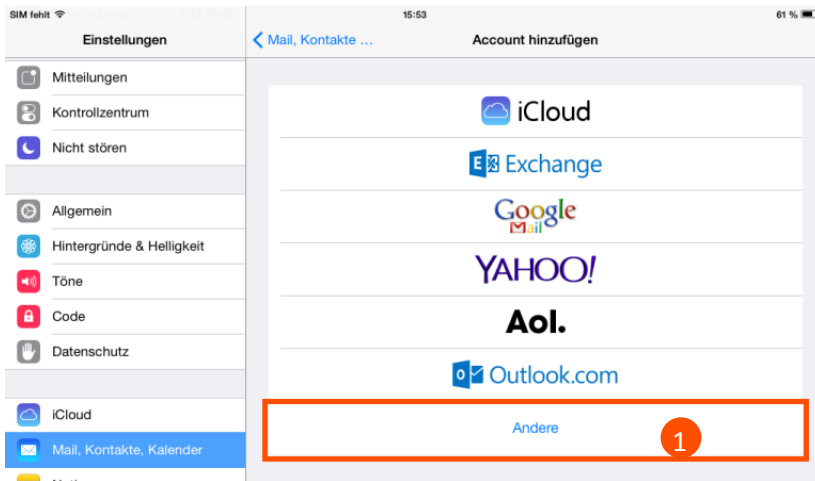 SIM fehlt 15:53 61 %
Einstellungen
Mitteilungen
Kontrollzentrum
Nicht stören
Allgemein
Hintergründe & Helligkeit
Töne
Code
Datenschutz
iCloud
Mail, Kontakte, Kalender
Mail, Kontakte ... Account hinzufügen
iCloud
Exchange
Google
Mail
YAHOO!
Aol.
Outlook.com
Andere
1